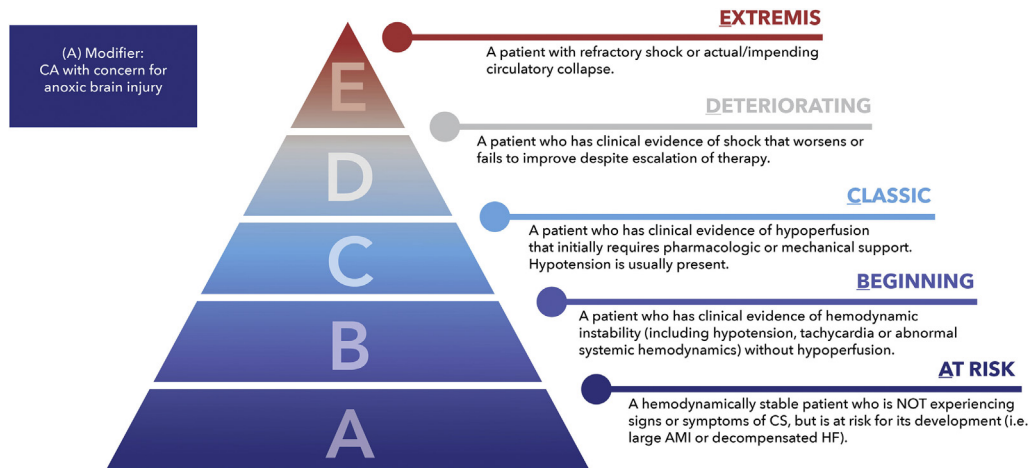 (A) Modifier:
CA with concern for
anoxic brain injury
EXTREMIS
A patient with refractory shock or actual/impending
circulatory collapse.
E
DETERIORATING
A patient who has clinical evidence of shock that worsens or
fails to improve despite escalation of therapy.
D
CLASSIC
A patient who has clinical evidence of hypoperfusion
that initially requires pharmacologic or mechanical support.
Hypotension is usually present.
C
BEGINNING
A patient who has clinical evidence of hemodynamic
instability (including hypotension, tachycardia or abnormal
systemic hemodynamics) without hypoperfusion.
B
AT RISK
A hemodynamically stable patient who is NOT experiencing
signs or symptoms of CS, but is at risk for its development (i.e.
large AMI or decompensated HF).
A